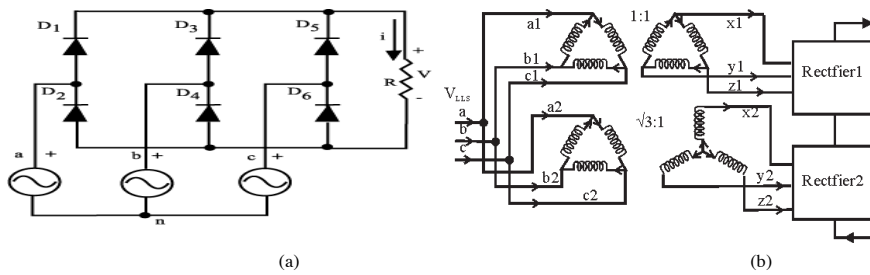 D1 D3 D5
i +
R V
-
D2 D4 D6
a + b + c +
n
(a)
a1 1:1 x1
b1 y1
c1 z1
Rectfier1
VLLS
a a2 √3:1 x2
b
c
b2 y2
c2 z2
Rectfier2
(b)